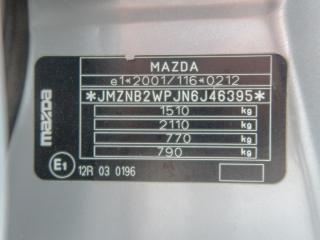 MAZDA
e1*2001/116*0212
*JMZNB2WPJN6J46395*
1510 kg
2110 kg
770 kg
790 kg
mazda
E1
12R 03 0196